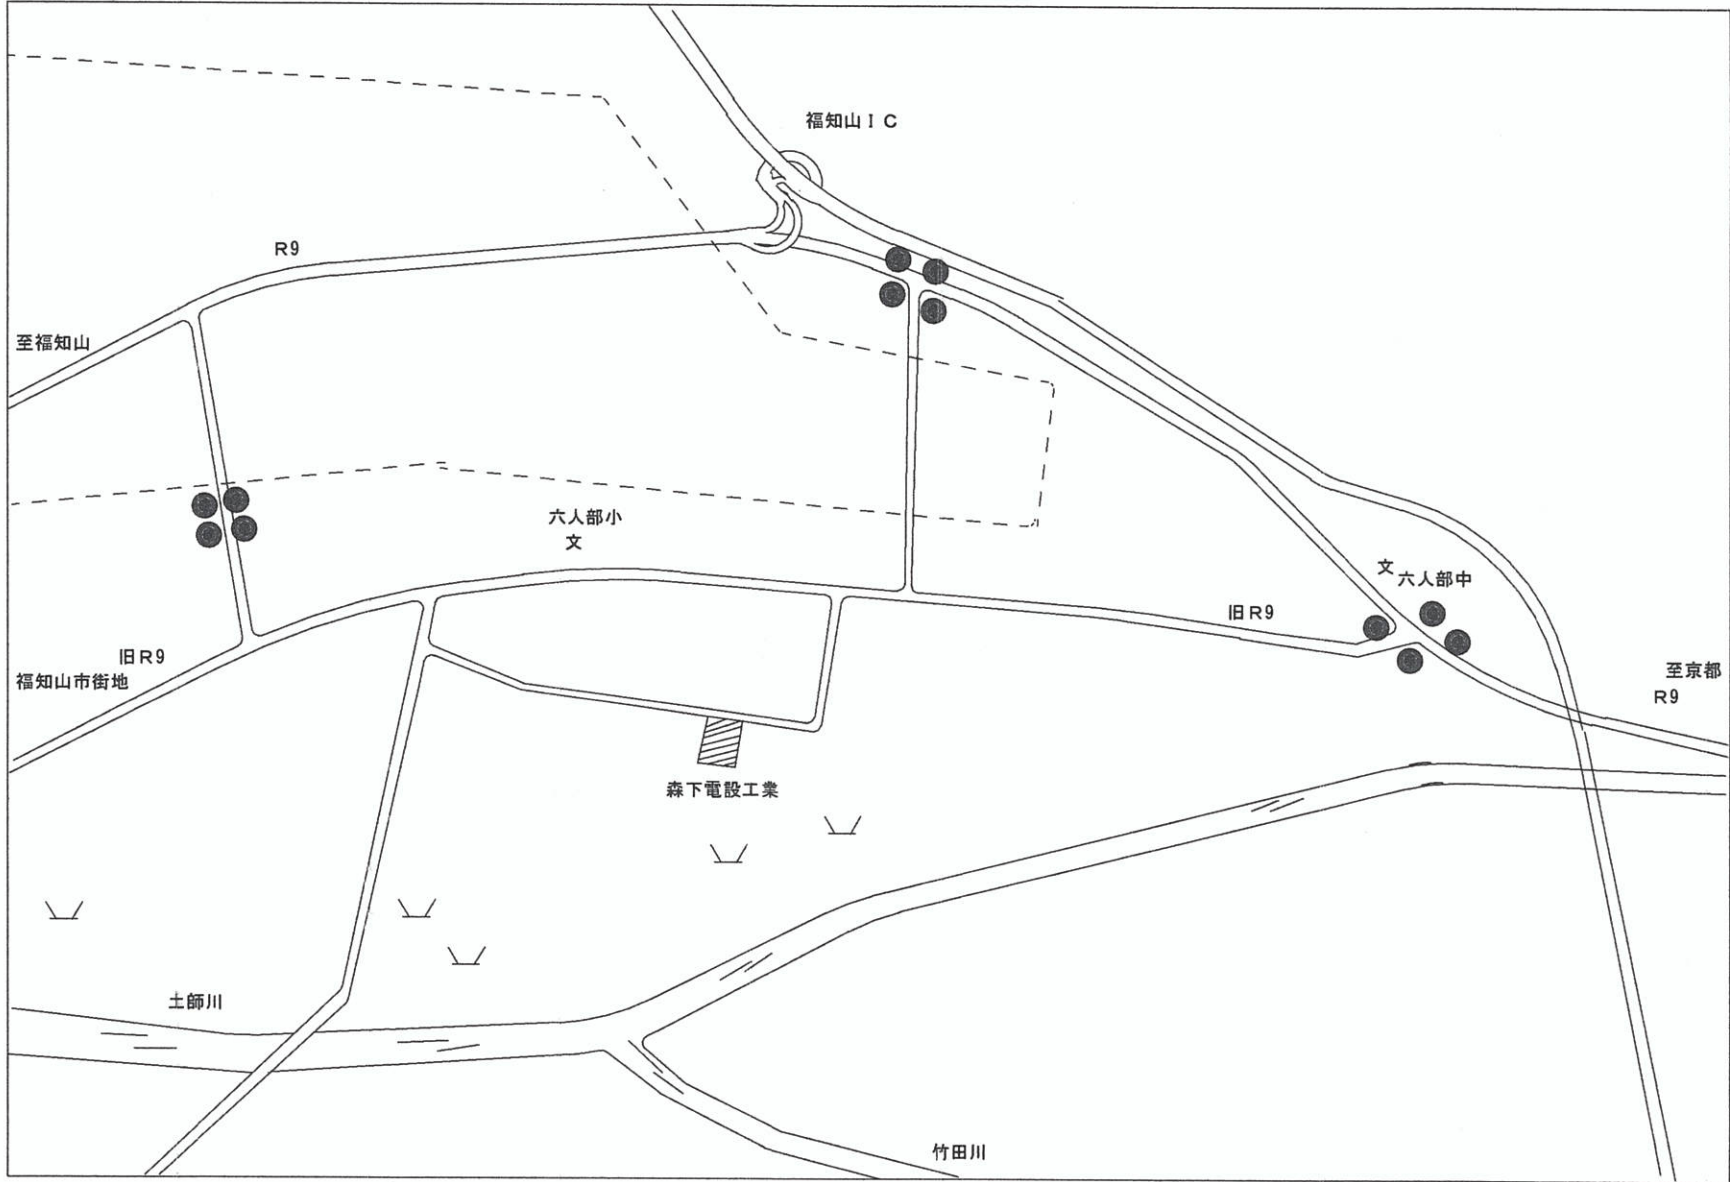 福知山ＩＣ
R9
至福知山
六人部小
文
文
六人部中
旧R9
旧R9
福知山市街地
至京都
R9
森下電設工業
土師川
竹田川